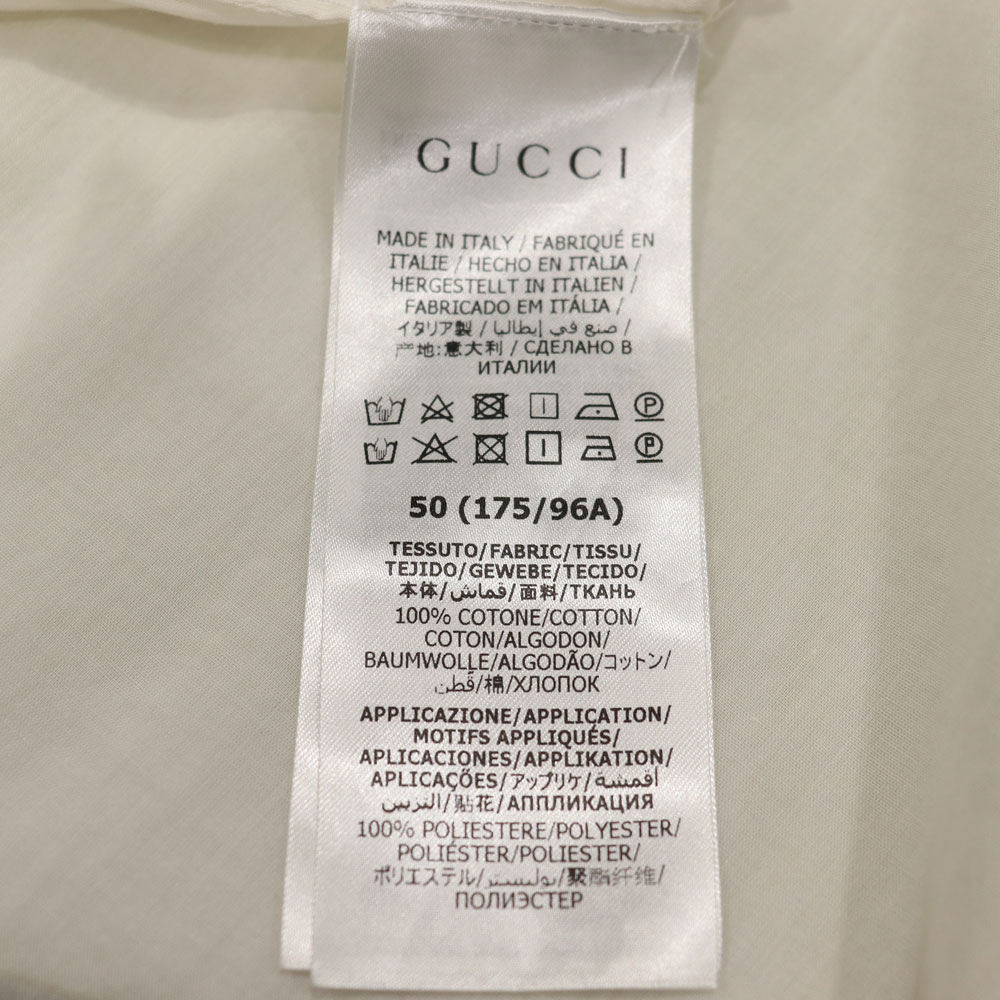 GUCCI
MADE IN ITALY / FABRIQUÉ EN
ITALIE / HECHO EN ITALIA /
HERGESTELLT IN ITALIEN /
FABRICADO EM ITÁLIA /
イタリア製 / صنع في إيطاليا /
产地:意大利 / СДЕЛАНО В
ИТАЛИИ
P
P
50 (175/96A)
TESSUTO/FABRIC/TISSU/
TEJIDO/GEWEBE/TECIDO/
本体/قماش/面料/ТКАНЬ
100% COTONE/COTTON/
COTON/ALGODON/
BAUMWOLLE/ALGODÃO/コットン/
قطن/棉/ХЛОПОК
APPLICAZIONE/APPLICATION/
MOTIFS APPLIQUÉS/
APLICACIONES/APPLIKATION/
APLICAÇÕES/アップリケ/أقمشة
التزيين/贴花/АППЛИКАЦИЯ
100% POLIESTERE/POLYESTER/
POLIÉSTER/POLIESTER/
ポリエステル/بوليستر/聚酯纤维/
ПОЛИЭСТЕР